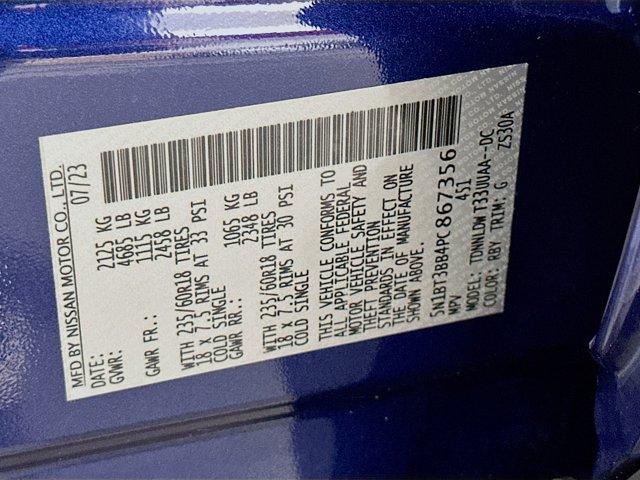 MFD BY NISSAN MOTOR CO., LTD.
DATE: 07/23
GVWR: 2125 KG
4685 LB
GAWR FR.: 1115 KG
2458 LB
WITH 235/60R18 TIRES
18 X 7.5 RIMS AT 33 PSI
COLD SINGLE
GAWR RR.: 1065 KG
2348 LB
WITH 235/60R18 TIRES
18 X 7.5 RIMS AT 30 PSI
COLD SINGLE
THIS VEHICLE CONFORMS TO
ALL APPLICABLE FEDERAL
MOTOR VEHICLE SAFETY AND
THEFT PREVENTION
STANDARDS IN EFFECT ON
THE DATE OF MANUFACTURE
SHOWN ABOVE.
5N1BT3BB4PC867356
MPV 451
MODEL: TDWNLDW T33UUAA--DC
COLOR: RBY TRIM: G ZS30A